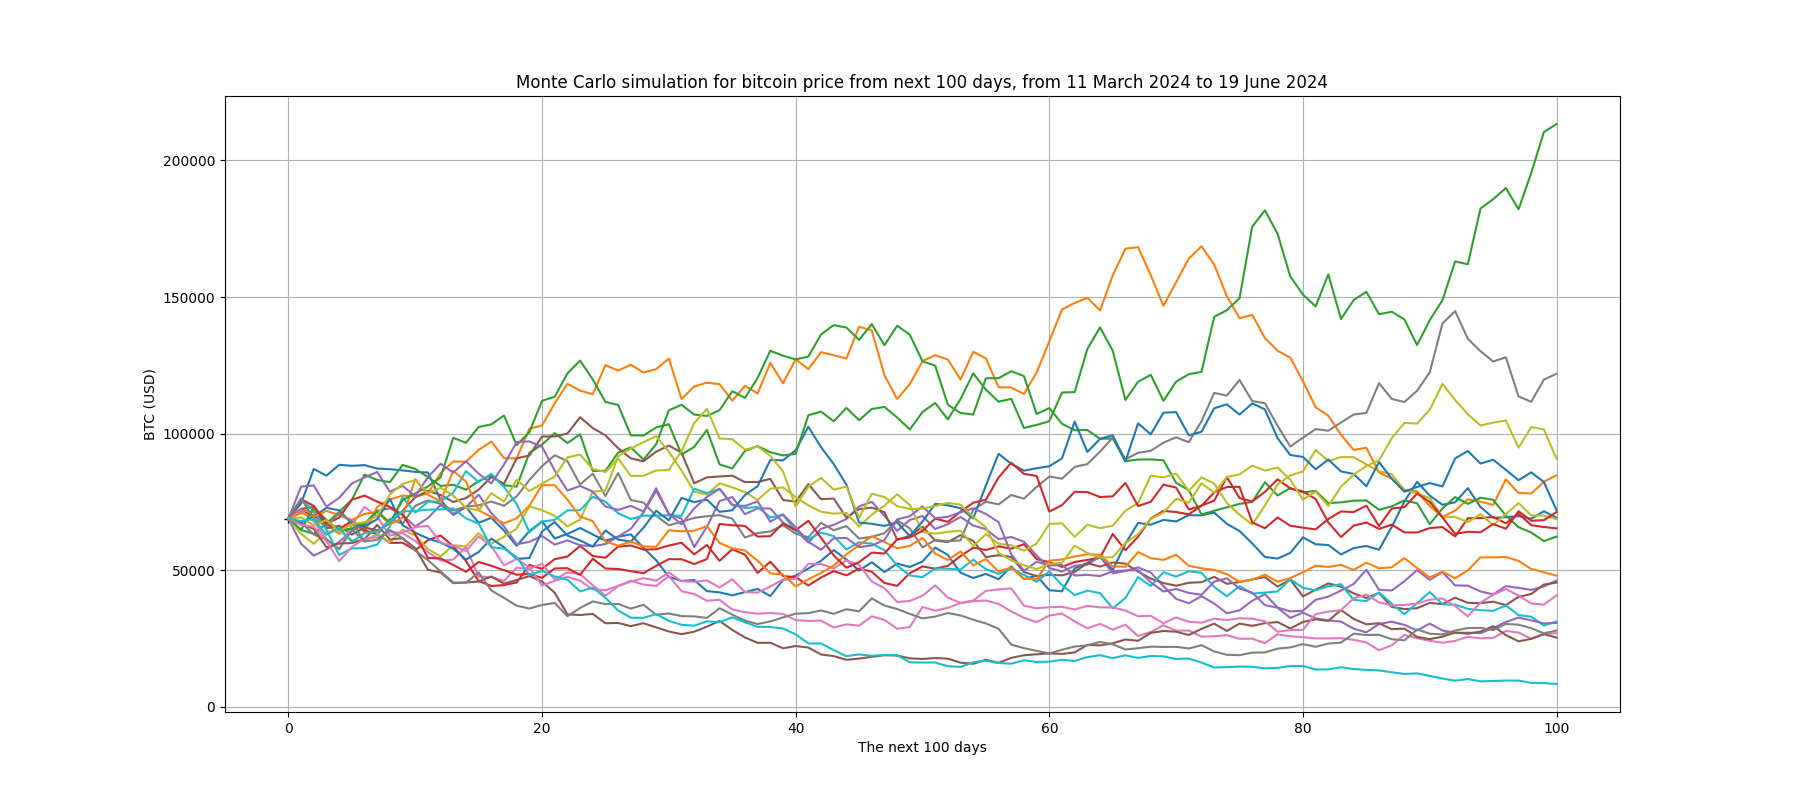 Monte Carlo simulation for bitcoin price from next 100 days, from 11 March 2024 to 19 June 2024
BTC (USD)
200000
150000
100000
50000
0
0 20 40 60 80 100
The next 100 days